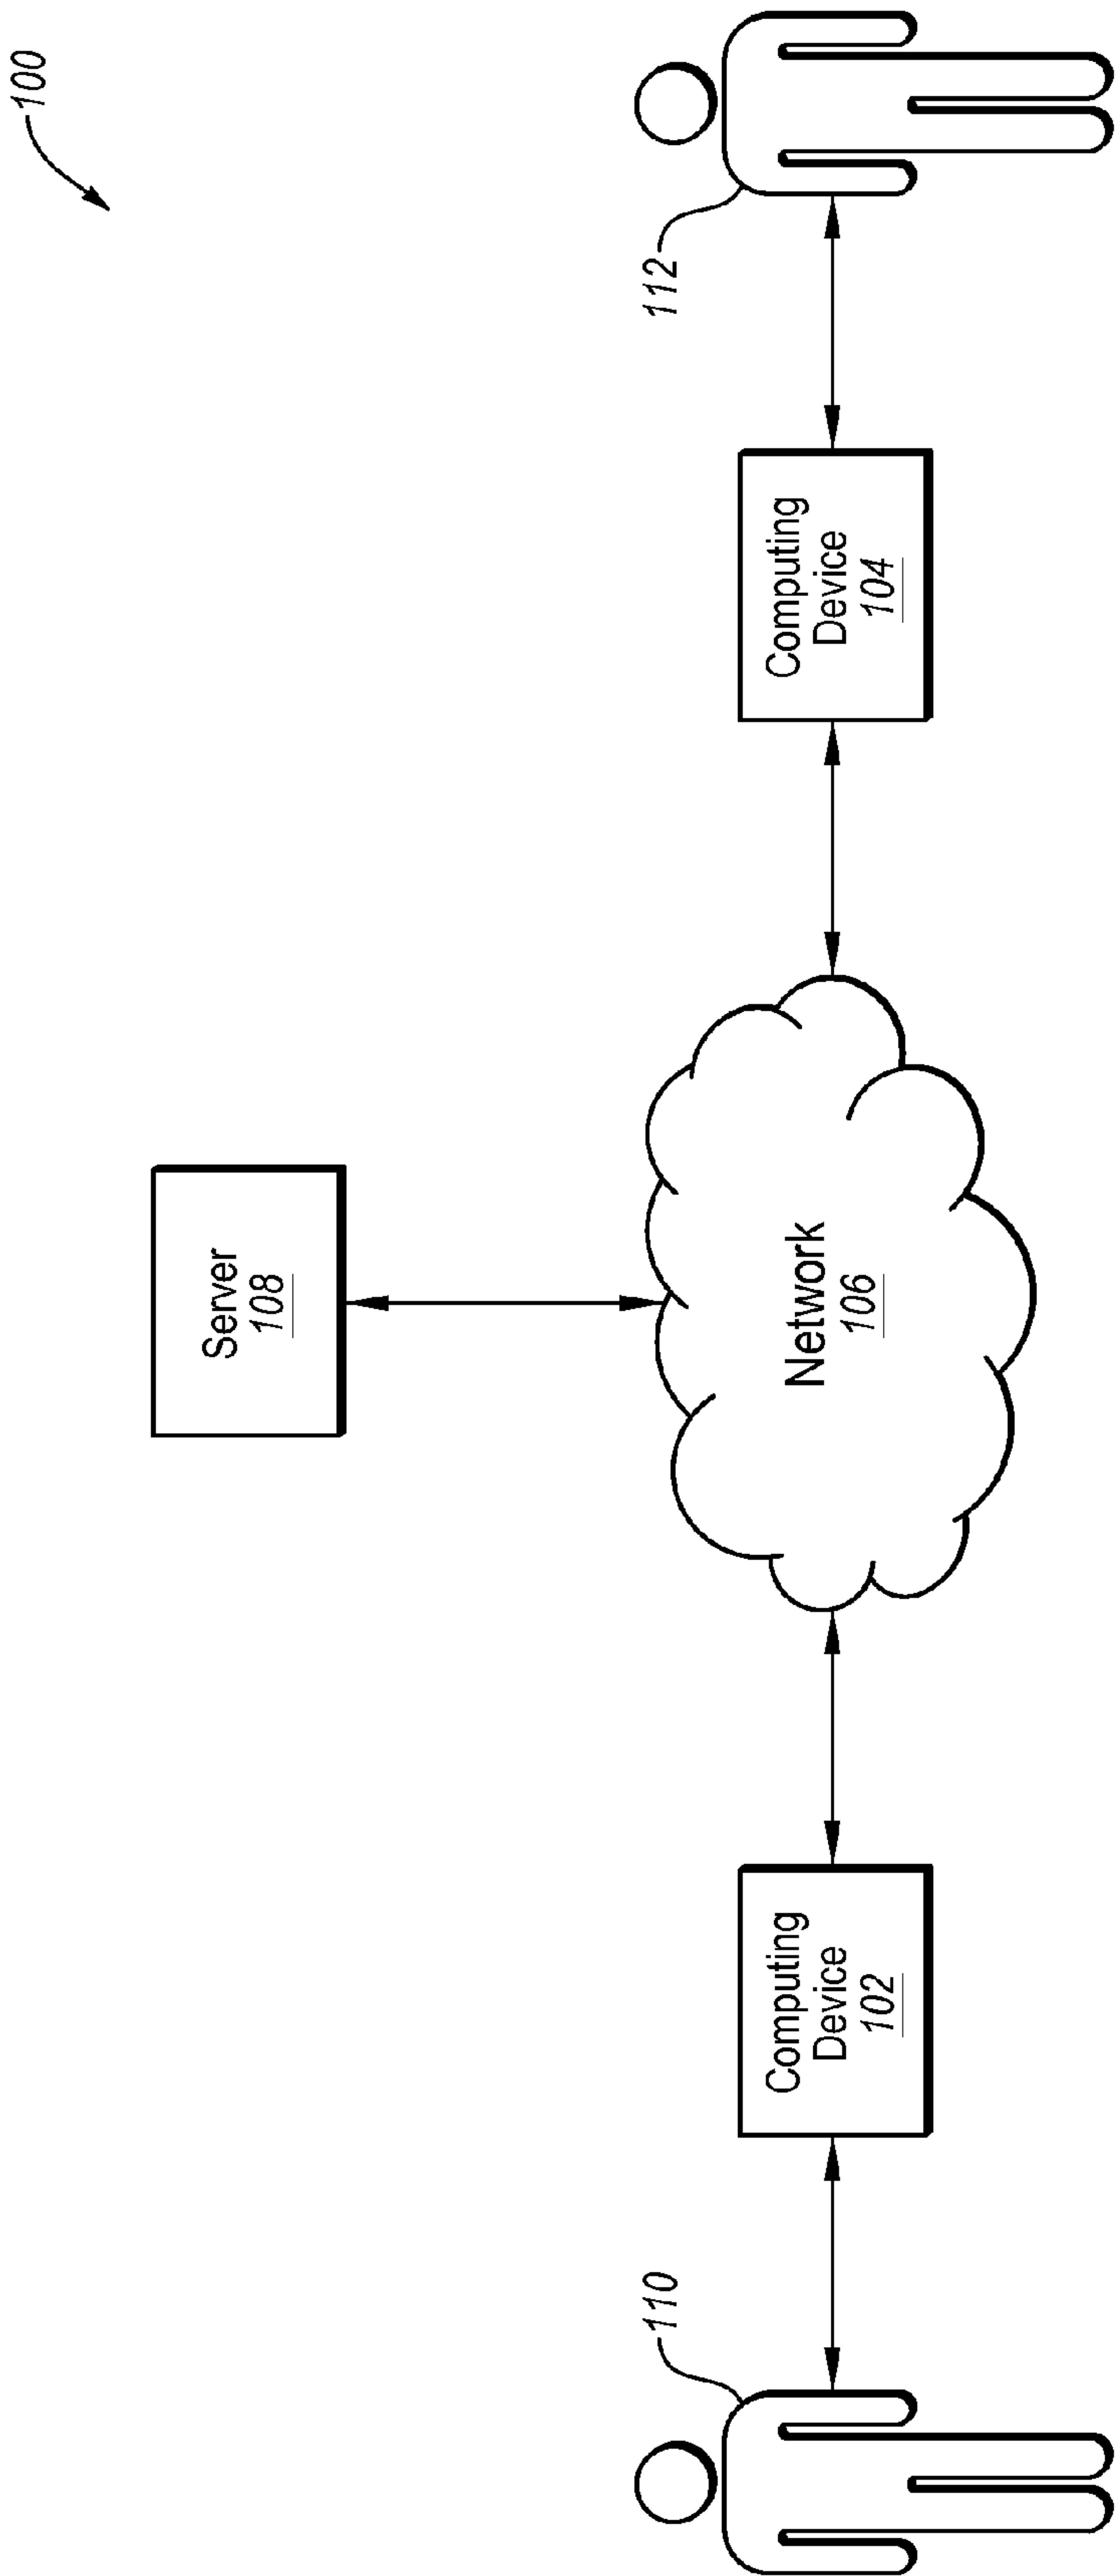 100
Server
108
110
Computing
Device
102
Network
106
Computing
Device
104
112